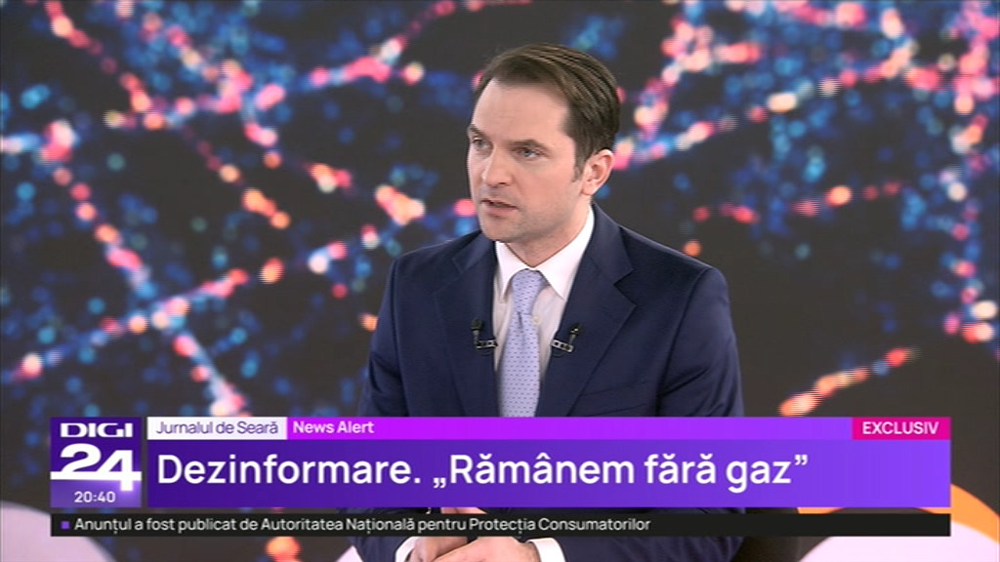 DIGI
24
20:40
Jurnalul de Seară
News Alert
EXCLUSIV
Dezinformare. „Rămânem fără gaz”
Anunțul a fost publicat de Autoritatea Națională pentru Protecția Consumatorilor